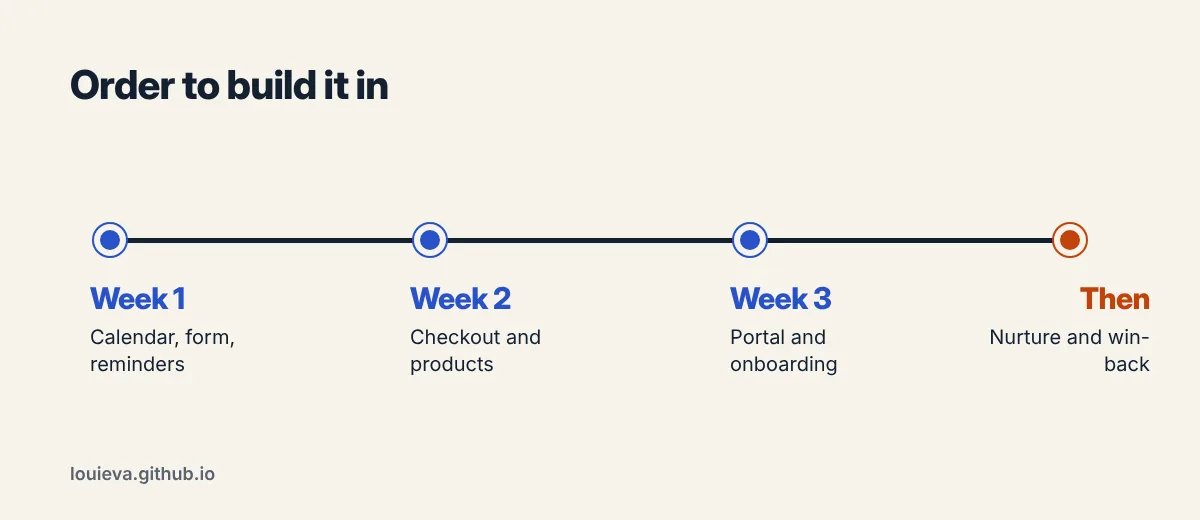 Order to build it in
Week 1
Calendar, form,
reminders
Week 2
Checkout and
products
Week 3
Portal and
onboarding
Then
Nurture and win-
back
louieva.github.io